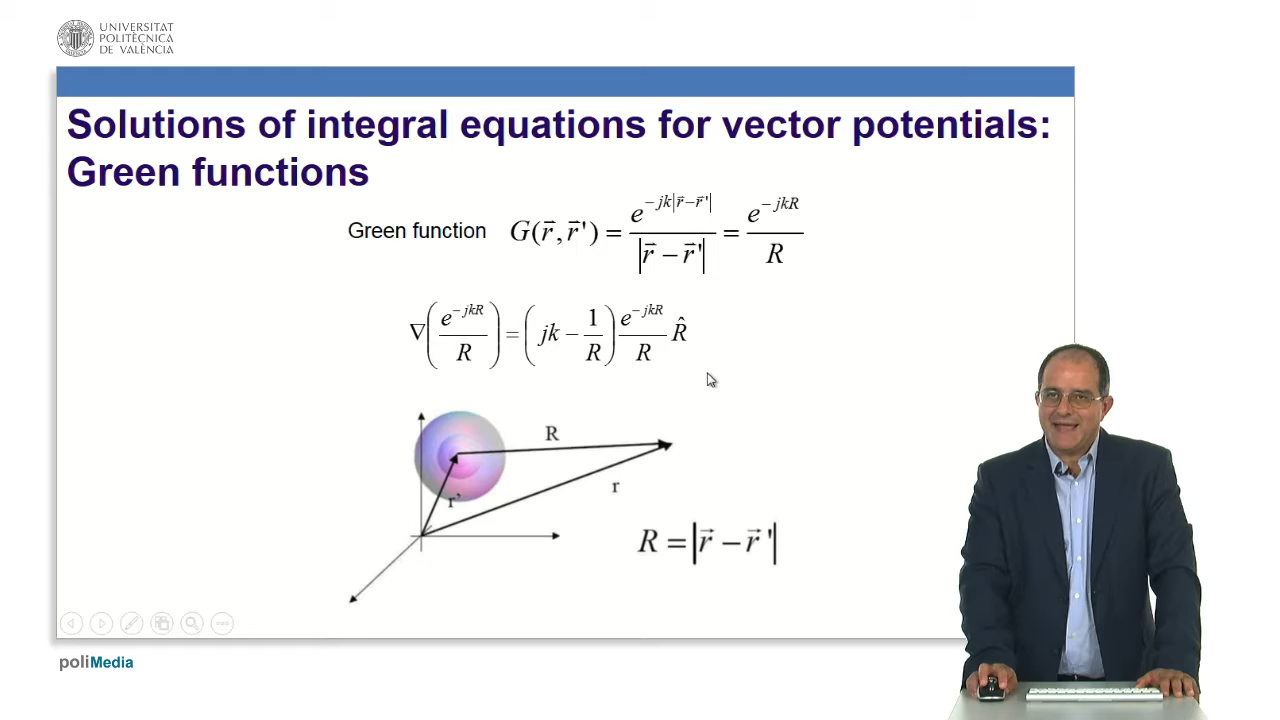 UNIVERSITAT
POLITÈCNICA
DE VALÈNCIA
Solutions of integral equations for vector potentials:
Green functions
Green function G(r⃗, r⃗') = e^{-jk|r⃗-r⃗'|} / |r⃗-r⃗'| = e^{-jkR} / R
∇(e^{-jkR} / R) = (jk - 1/R) e^{-jkR} / R R̂
R
r'
r
R = |r⃗ - r⃗'|
poliMedia